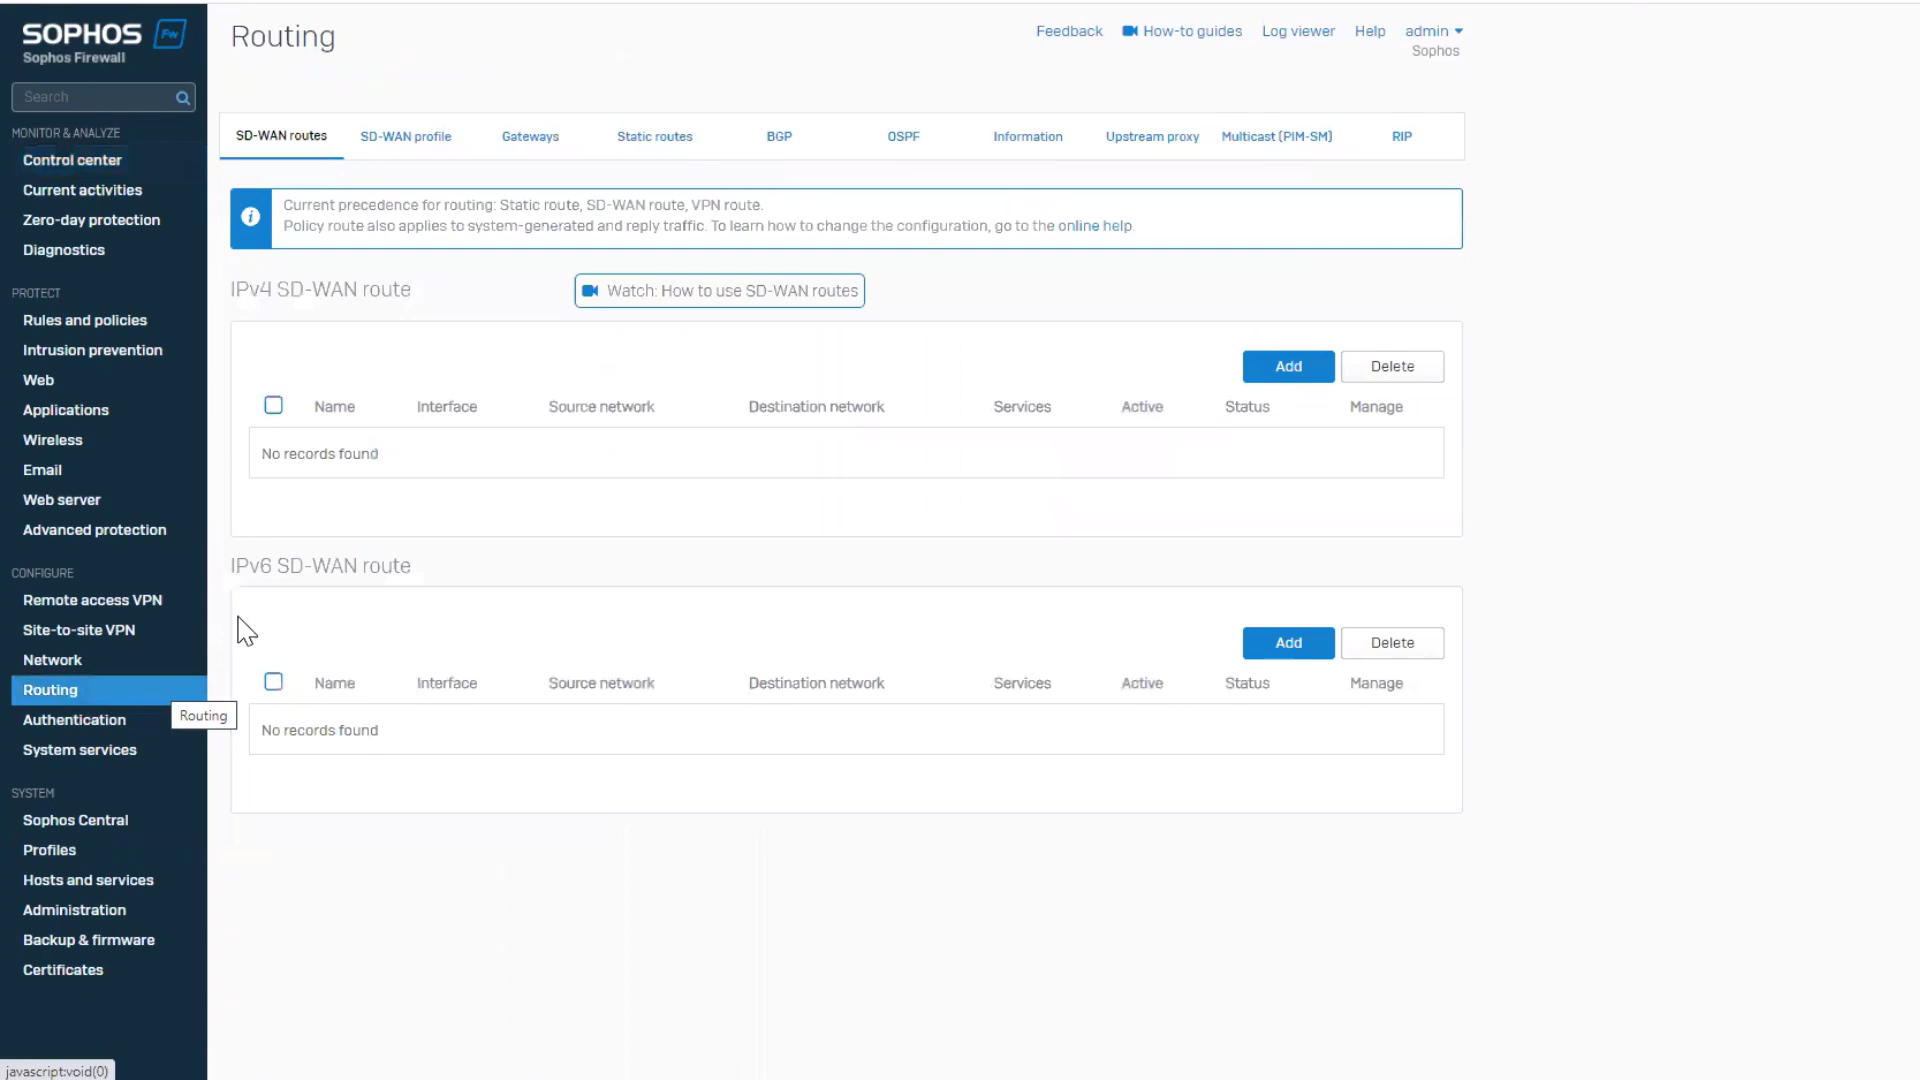 SOPHOS Fw
Sophos Firewall
Search
MONITOR & ANALYZE
Control center
Current activities
Zero-day protection
Diagnostics
PROTECT
Rules and policies
Intrusion prevention
Web
Applications
Wireless
Email
Web server
Advanced protection
CONFIGURE
Remote access VPN
Site-to-site VPN
Network
Routing
Authentication
System services
SYSTEM
Sophos Central
Profiles
Hosts and services
Administration
Backup & firmware
Certificates
javascript:void(0)
Routing
Routing
Feedback How-to guides Log viewer Help admin
Sophos
SD-WAN routes SD-WAN profile Gateways Static routes BGP OSPF Information Upstream proxy Multicast (PIM-SM) RIP
Current precedence for routing: Static route, SD-WAN route, VPN route.
Policy route also applies to system-generated and reply traffic. To learn how to change the configuration, go to the online help.
IPv4 SD-WAN route Watch: How to use SD-WAN routes
Add Delete
Name Interface Source network Destination network Services Active Status Manage
No records found
IPv6 SD-WAN route
Add Delete
Name Interface Source network Destination network Services Active Status Manage
No records found